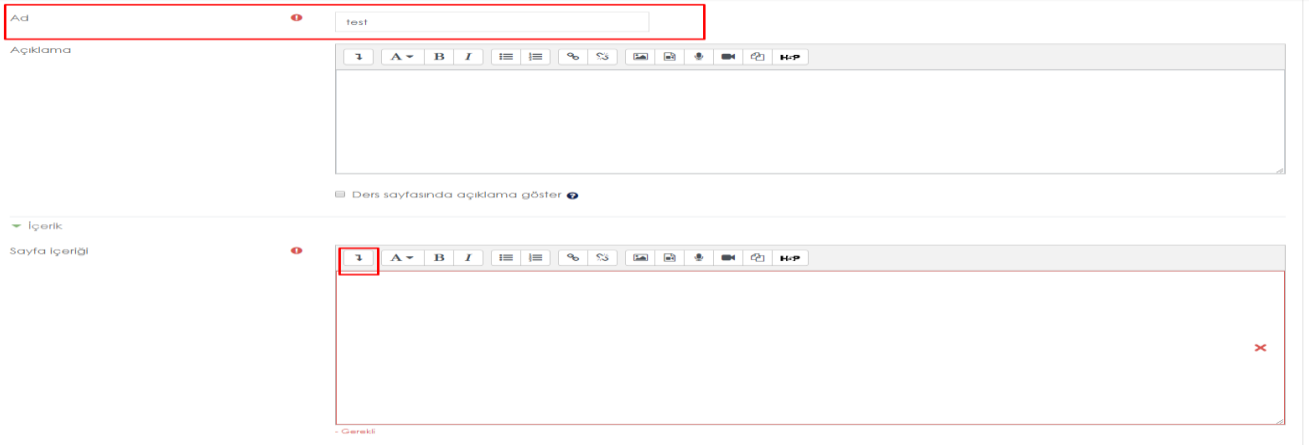 Ad
test
Açıklama
A B I H-P
Ders sayfasında açıklama göster
İçerik
Sayfa içeriği
A B I H-P
- Gerekli